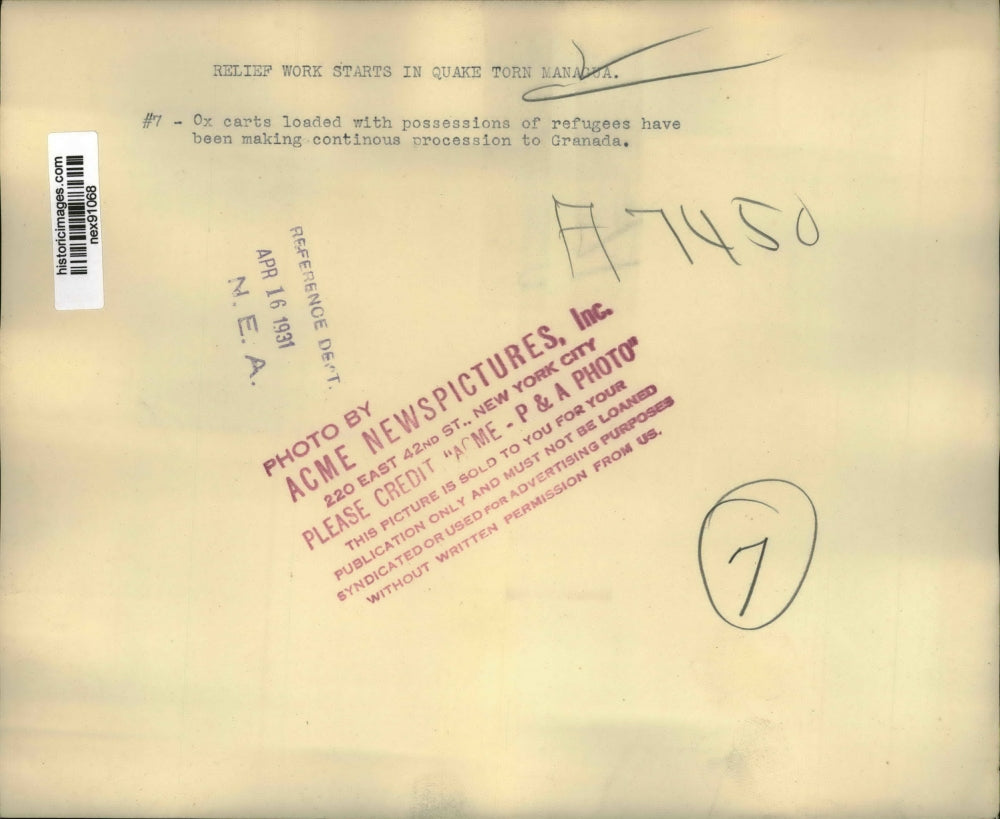 RELIEF WORK STARTS IN QUAKE TORN MANAGUA.
#7 - Ox carts loaded with possessions of refugees have
been making continous procession to Granada.
historicimages.com
nex91068
A 7450
REFERENCE DEPT.
APR 16 1931
N. E. A.
PHOTO BY
ACME NEWSPICTURES, Inc.
220 EAST 42ND ST., NEW YORK CITY
PLEASE CREDIT "ACME - P & A PHOTO"
THIS PICTURE IS SOLD TO YOU FOR YOUR
PUBLICATION ONLY AND MUST NOT BE LOANED
SYNDICATED OR USED FOR ADVERTISING PURPOSES
WITHOUT WRITTEN PERMISSION FROM US.
7